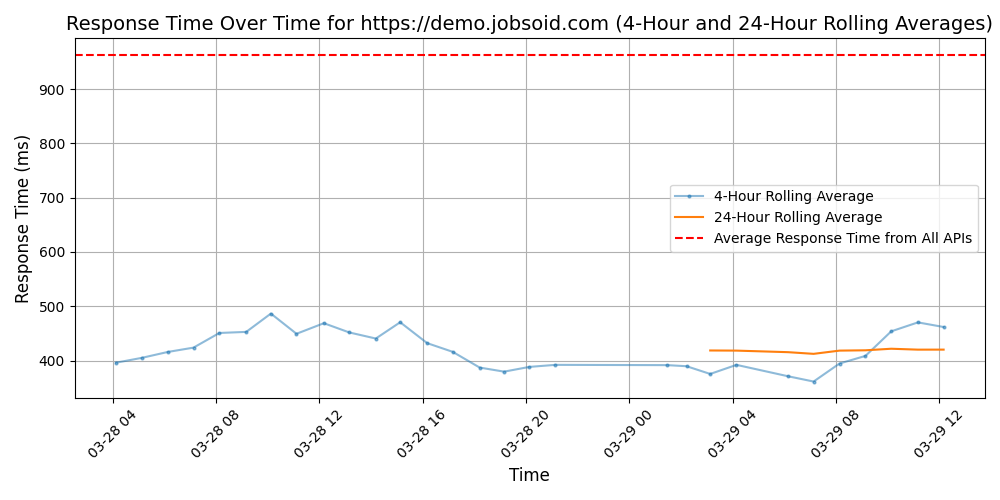 Response Time Over Time for https://demo.jobsoid.com (4-Hour and 24-Hour Rolling Averages)
Response Time (ms)
900
800
700
600
500
400
4-Hour Rolling Average
24-Hour Rolling Average
Average Response Time from All APIs
03-28 04
03-28 08
03-28 12
03-28 16
03-28 20
03-29 00
03-29 04
03-29 08
03-29 12
Time